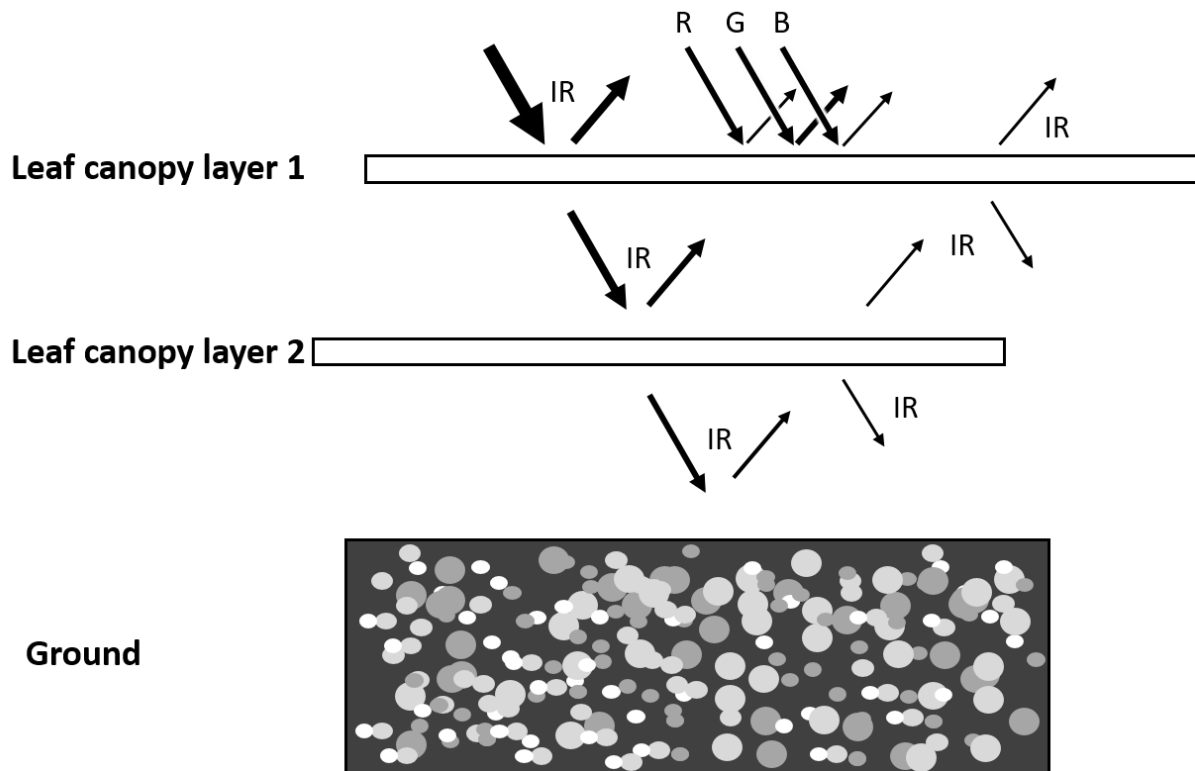 R G B
IR
IR
Leaf canopy layer 1
IR
IR
Leaf canopy layer 2
IR
IR
Ground